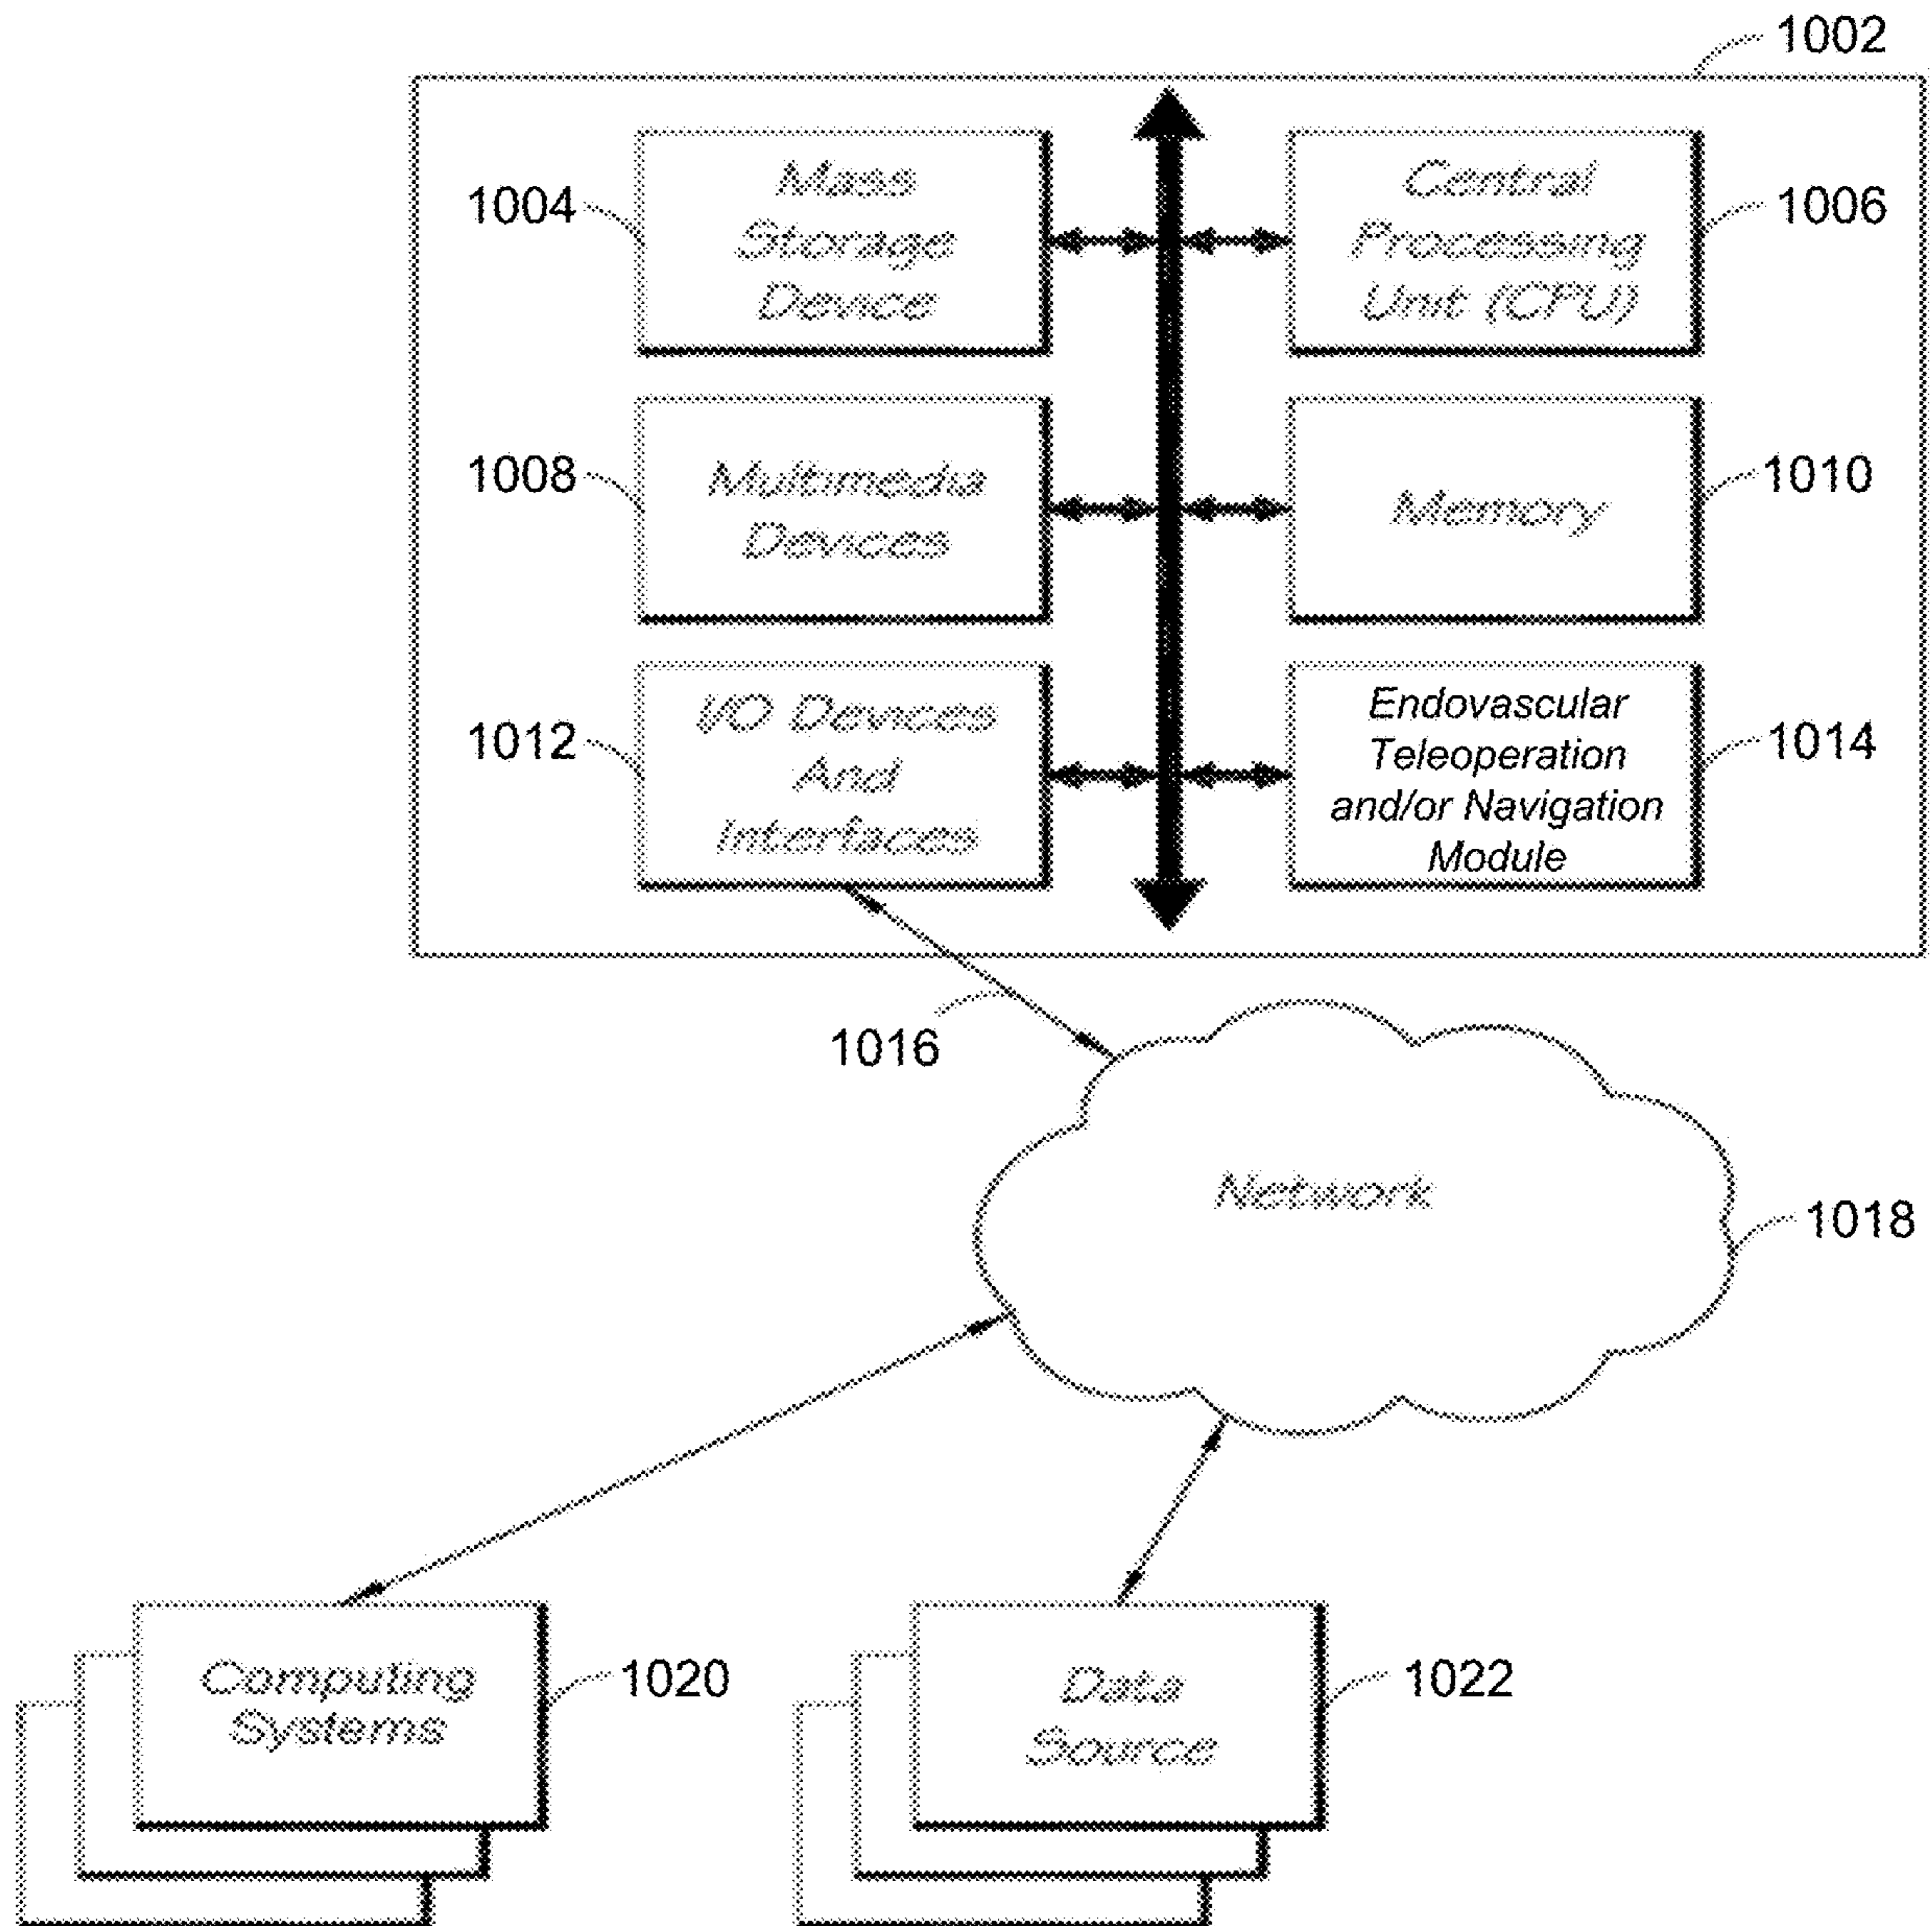 1002
1004
Mass
Storage
Device
Central
Processing
Unit (CPU)
1006
1008
Multimedia
Devices
Memory
1010
1012
I/O Devices
And
Interfaces
Endovascular
Teleoperation
and/or Navigation
Module
1014
1016
Network
1018
Computing
Systems
1020
Data
Source
1022